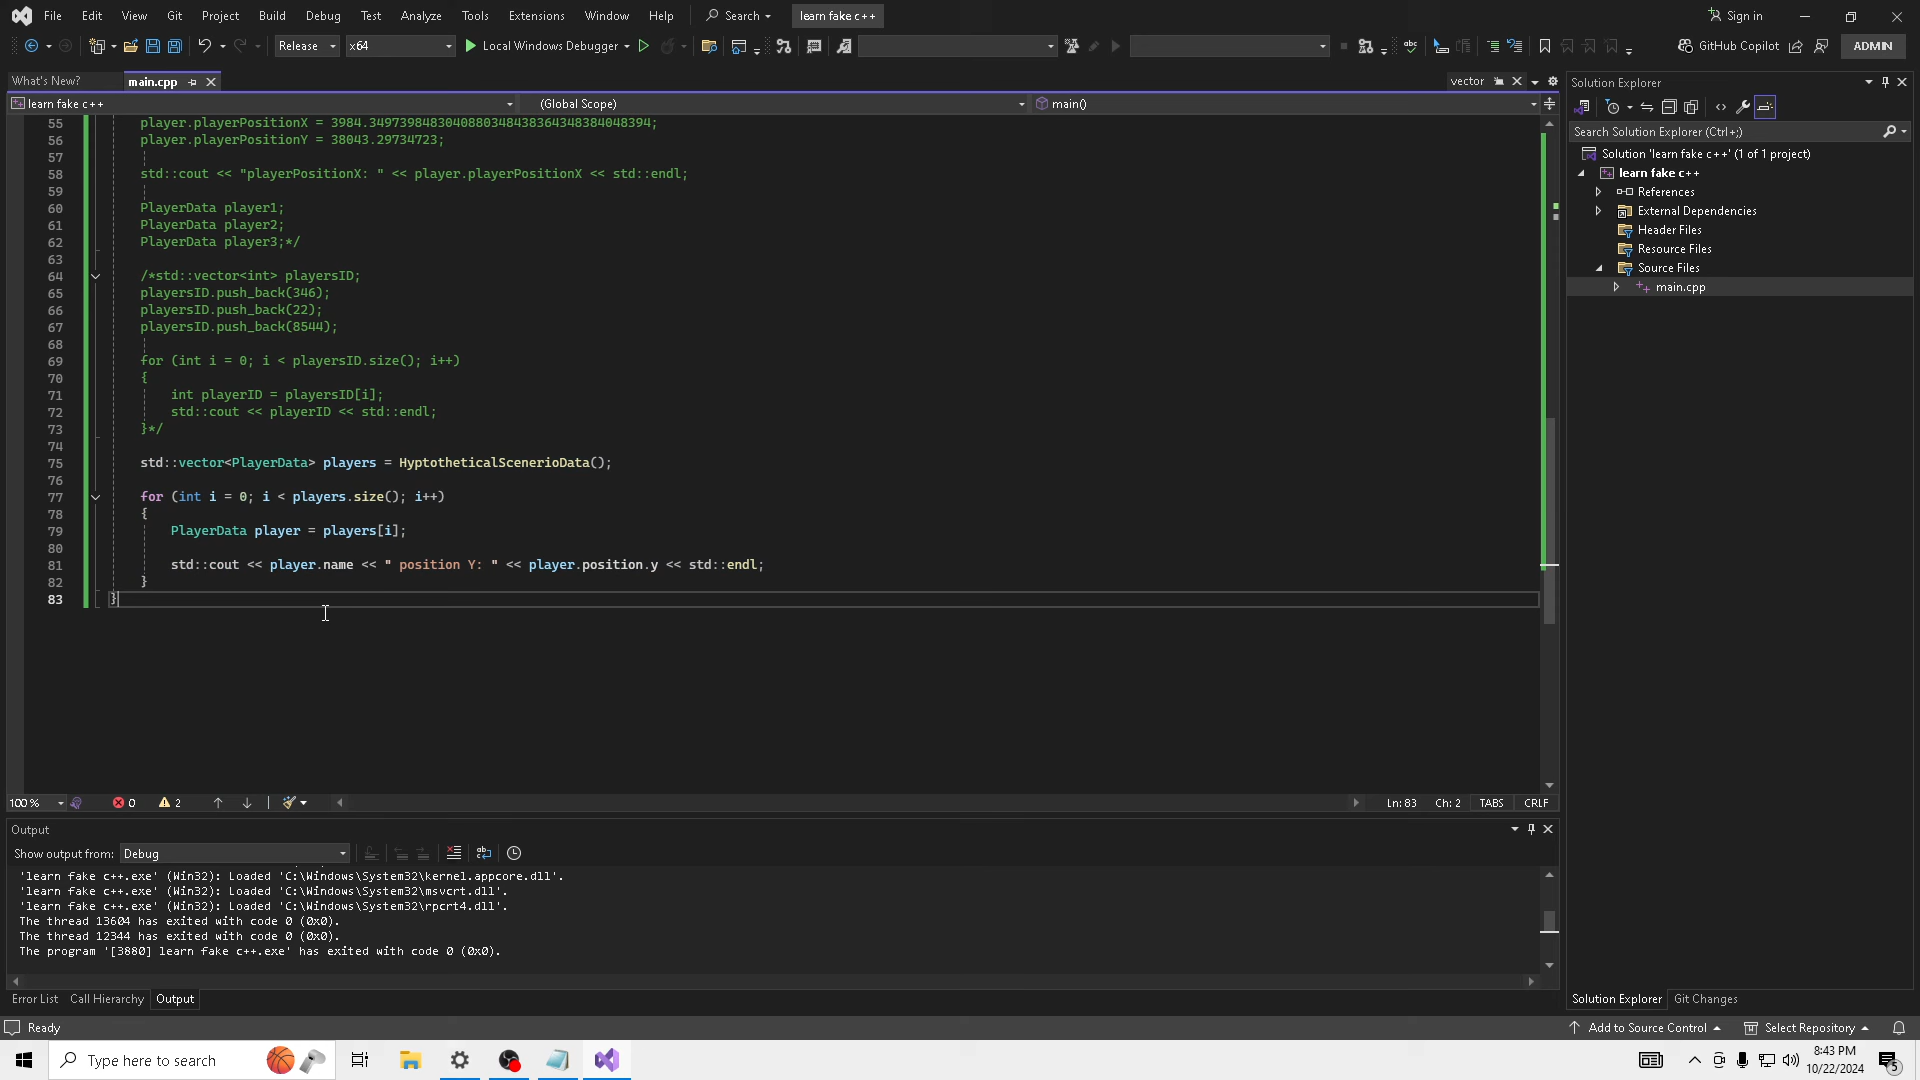 File Edit View Git Project Build Debug Test Analyze Tools Extensions Window Help Search learn fake c++ Sign in
Release x64 Local Windows Debugger GitHub Copilot ADMIN
What's New? main.cpp vector
learn fake c++ (Global Scope) main()
55 player.playerPositionX = 3984.34973984830408803484383643483840483​94;
56 player.playerPositionY = 38043.29734723;
57
58 std::cout << "playerPositionX: " << player.playerPositionX << std::endl;
59
60 PlayerData player1;
61 PlayerData player2;
62 PlayerData player3;*/
63
64 /*std::vector<int> playersID;
65 playersID.push_back(346);
66 playersID.push_back(22);
67 playersID.push_back(8544);
68
69 for (int i = 0; i < playersID.size(); i++)
70 {
71 int playerID = playersID[i];
72 std::cout << playerID << std::endl;
73 }*/
74
75 std::vector<PlayerData> players = HyptotheticalScenerioData();
76
77 for (int i = 0; i < players.size(); i++)
78 {
79 PlayerData player = players[i];
80
81 std::cout << player.name << " position Y: " << player.position.y << std::endl;
82 }
83 }
100 % 0 2 Ln: 83 Ch: 2 TABS CRLF
Output
Show output from: Debug
'learn fake c++.exe' (Win32): Loaded 'C:\Windows\System32\kernel.appcore.dll'.
'learn fake c++.exe' (Win32): Loaded 'C:\Windows\System32\msvcrt.dll'.
'learn fake c++.exe' (Win32): Loaded 'C:\Windows\System32\rpcrt4.dll'.
The thread 13604 has exited with code 0 (0x0).
The thread 12344 has exited with code 0 (0x0).
The program '[3880] learn fake c++.exe' has exited with code 0 (0x0).
Error List Call Hierarchy Output
Solution Explorer
Search Solution Explorer (Ctrl+;)
Solution 'learn fake c++' (1 of 1 project)
learn fake c++
References
External Dependencies
Header Files
Resource Files
Source Files
main.cpp
Solution Explorer Git Changes
Ready Add to Source Control Select Repository
Type here to search
8:43 PM
10/22/2024
5